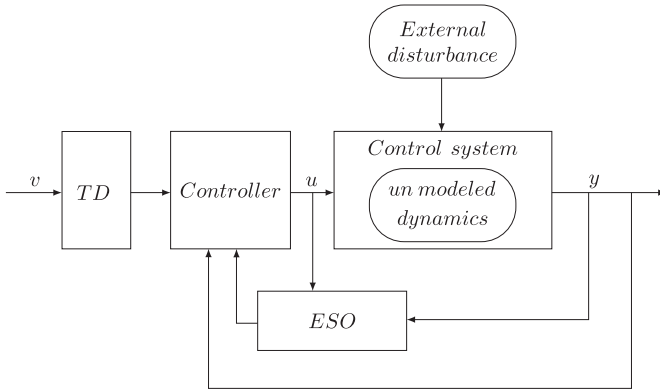 External
disturbance
Control system
v
TD
Controller
u
un modeled
dynamics
y
ESO